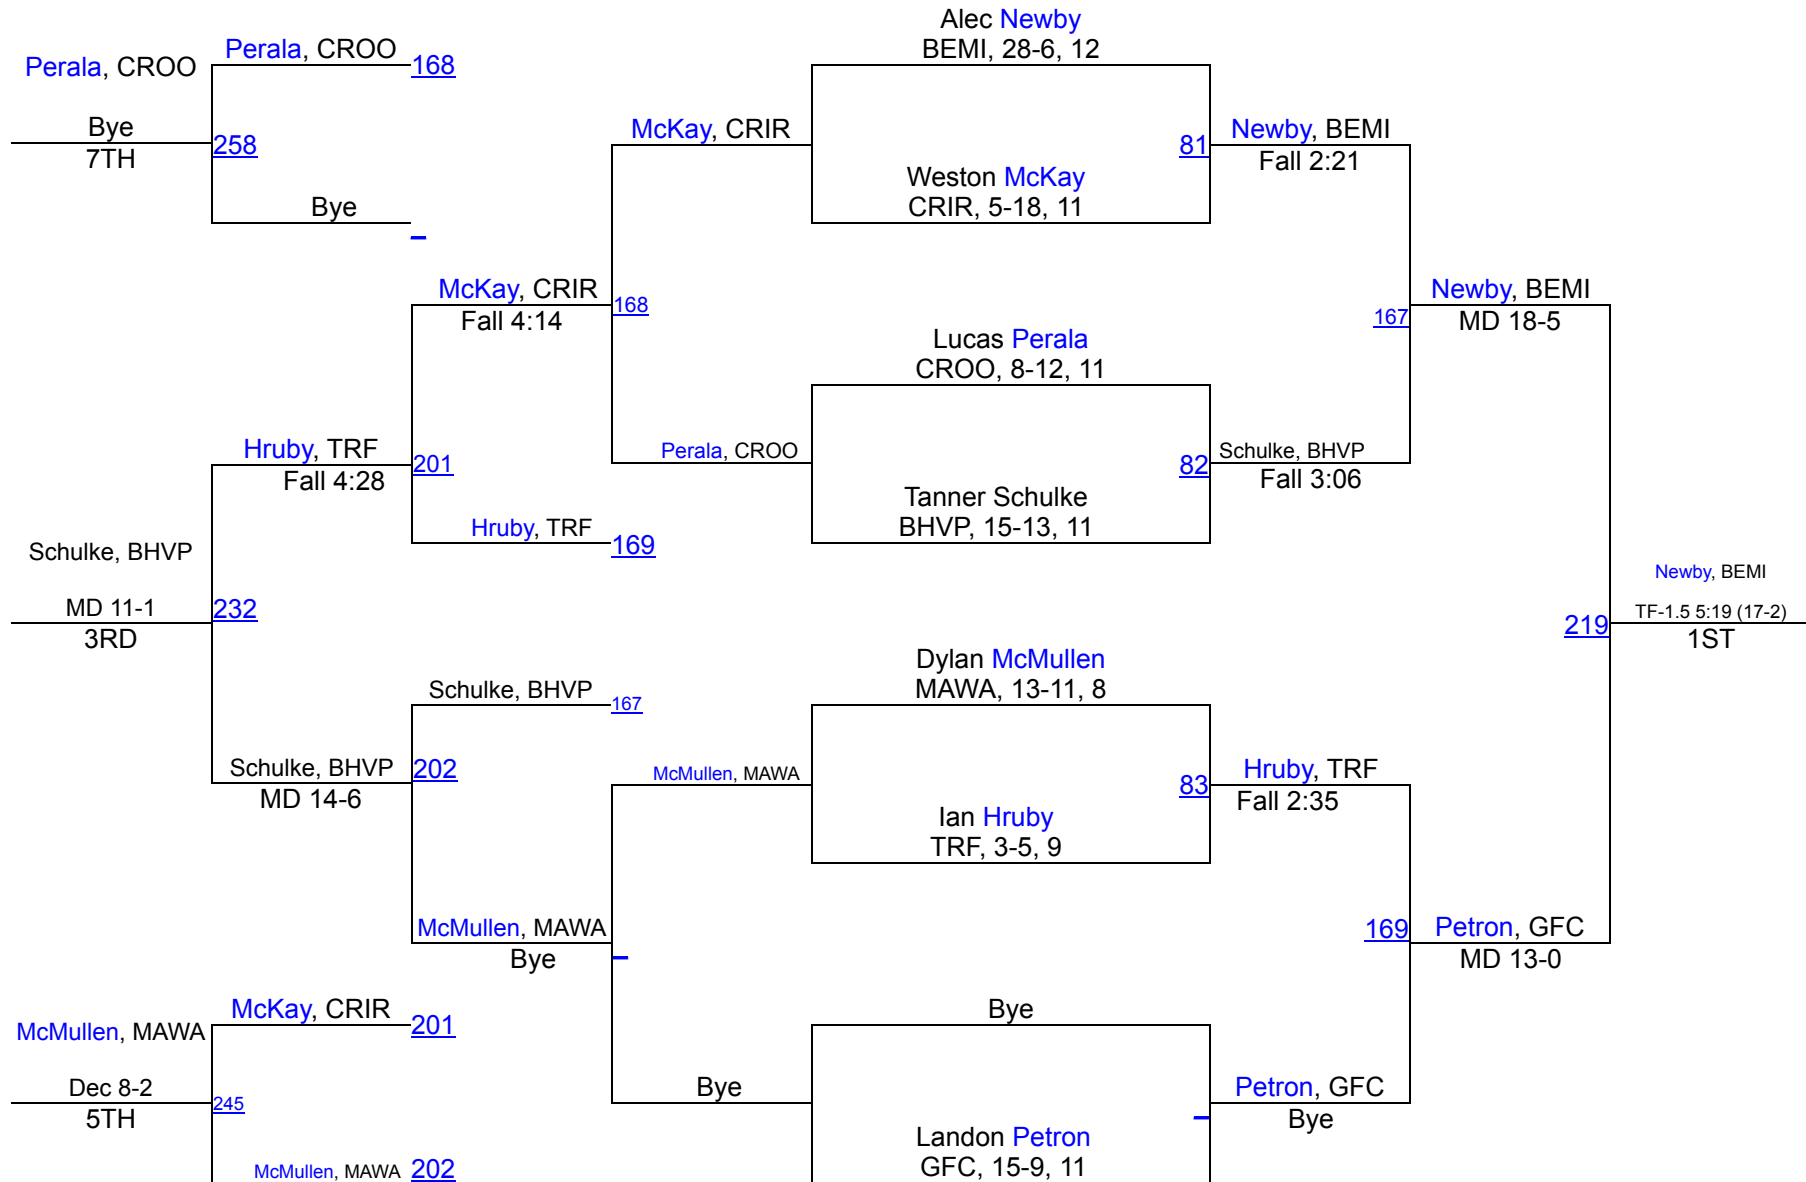 Alec Newby
BEMI, 28-6, 12
Perala, CROO
Perala, CROO
168
Bye
7TH
258
McKay, CRIR
81
Newby, BEMI
Fall 2:21
Weston McKay
CRIR, 5-18, 11
Bye
McKay, CRIR
Fall 4:14
168
Newby, BEMI
MD 18-5
167
Lucas Perala
CROO, 8-12, 11
Hruby, TRF
Fall 4:28
201
Perala, CROO
82
Schulke, BHVP
Fall 3:06
Tanner Schulke
BHVP, 15-13, 11
Hruby, TRF
169
Schulke, BHVP
MD 11-1
3RD
232
Newby, BEMI
TF-1.5 5:19 (17-2)
1ST
219
Dylan McMullen
MAWA, 13-11, 8
Schulke, BHVP
167
Schulke, BHVP
MD 14-6
202
McMullen, MAWA
83
Hruby, TRF
Fall 2:35
Ian Hruby
TRF, 3-5, 9
McMullen, MAWA
Bye
169
Petron, GFC
MD 13-0
McMullen, MAWA
McKay, CRIR
201
Bye
Dec 8-2
5TH
245
Bye
Petron, GFC
Bye
Landon Petron
GFC, 15-9, 11
McMullen, MAWA
202